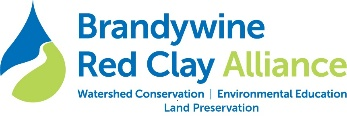 Brandywine
Red Clay Alliance
Watershed Conservation | Environmental Education
Land Preservation